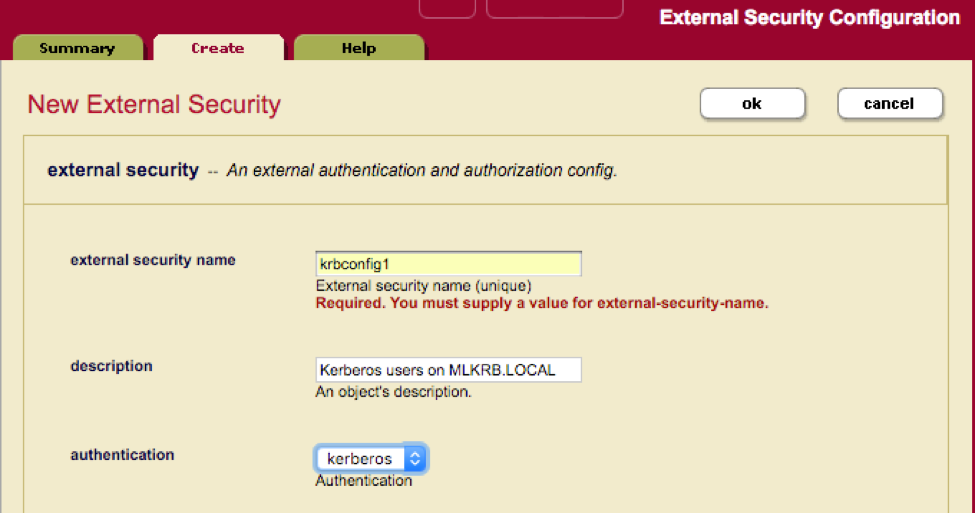 External Security Configuration
Summary Create Help
New External Security ok cancel
external security -- An external authentication and authorization config.
external security name krbconfig1
External security name (unique)
Required. You must supply a value for external-security-name.
description Kerberos users on MLKRB.LOCAL
An object's description.
authentication kerberos
Authentication